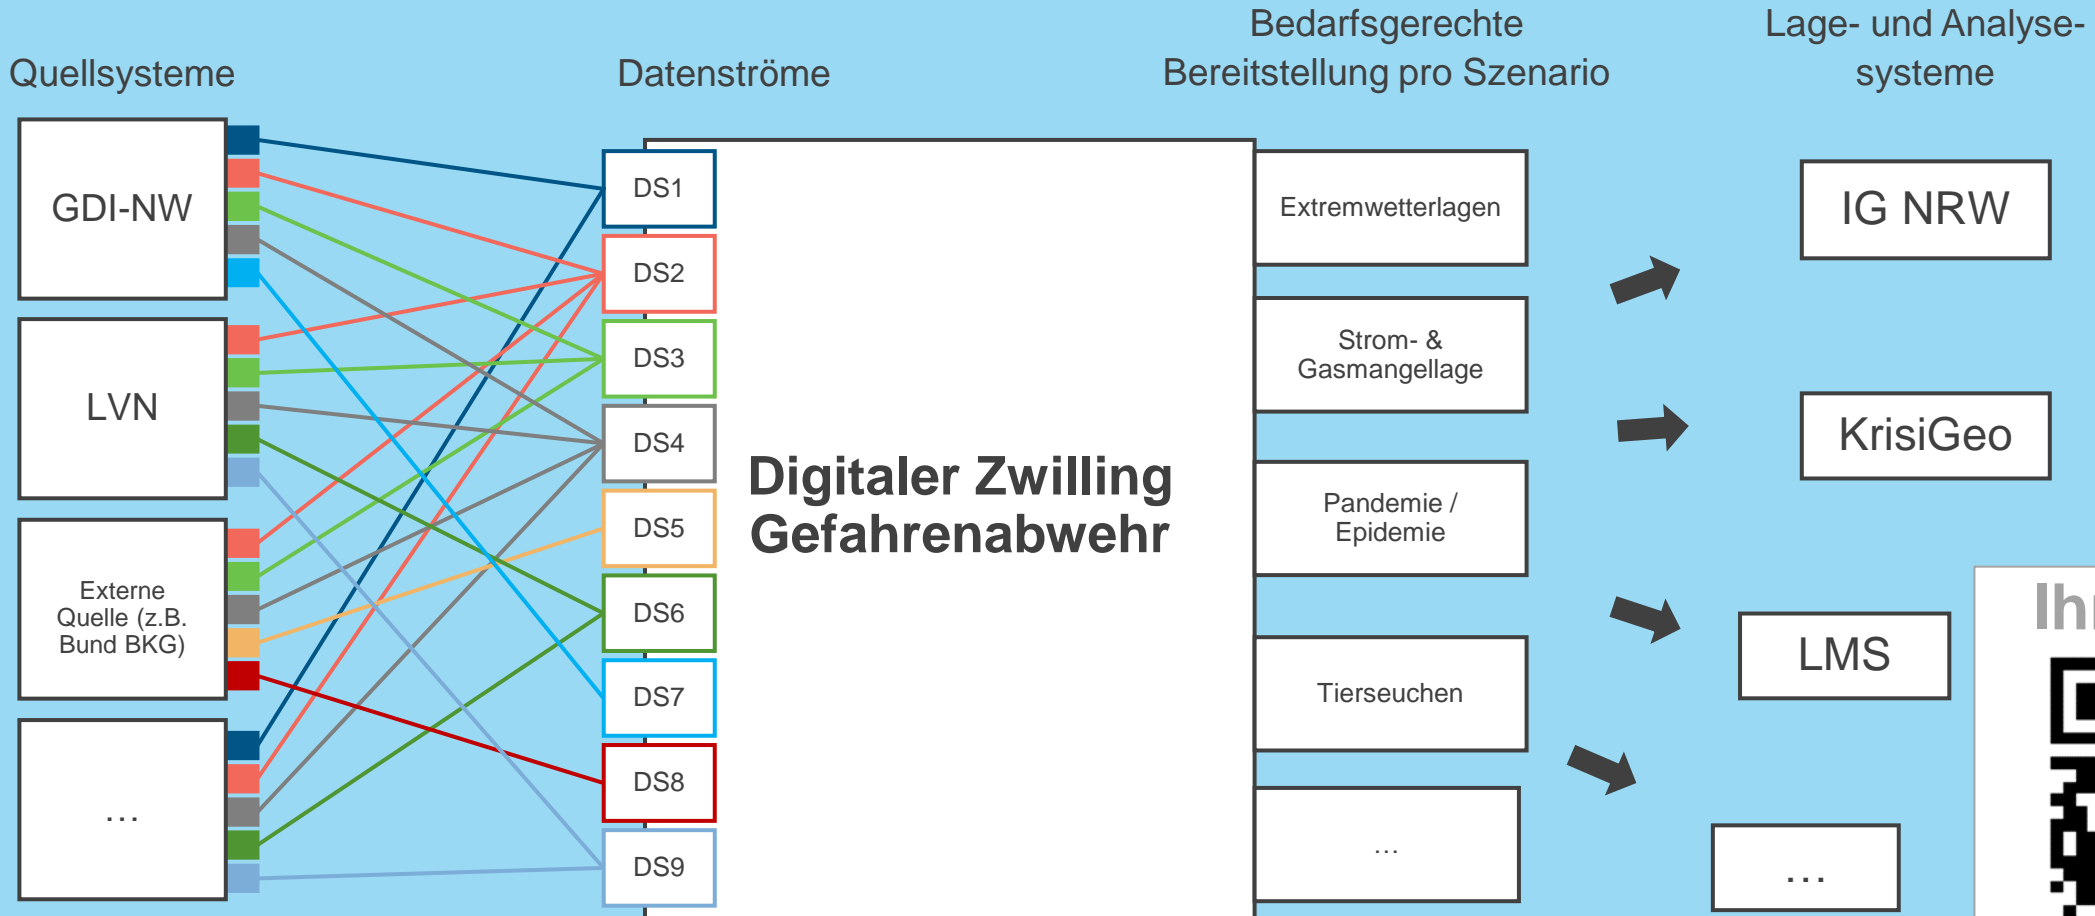 Quellsysteme
Datenströme
Bedarfsgerechte
Bereitstellung pro Szenario
Lage- und Analyse-
systeme
GDI-NW
LVN
Externe
Quelle (z.B.
Bund BKG)
...
DS1
DS2
DS3
DS4
DS5
DS6
DS7
DS8
DS9
Digitaler Zwilling
Gefahrenabwehr
Extremwetterlagen
Strom- &
Gasmangellage
Pandemie /
Epidemie
Tierseuchen
...
IG NRW
KrisiGeo
LMS
...